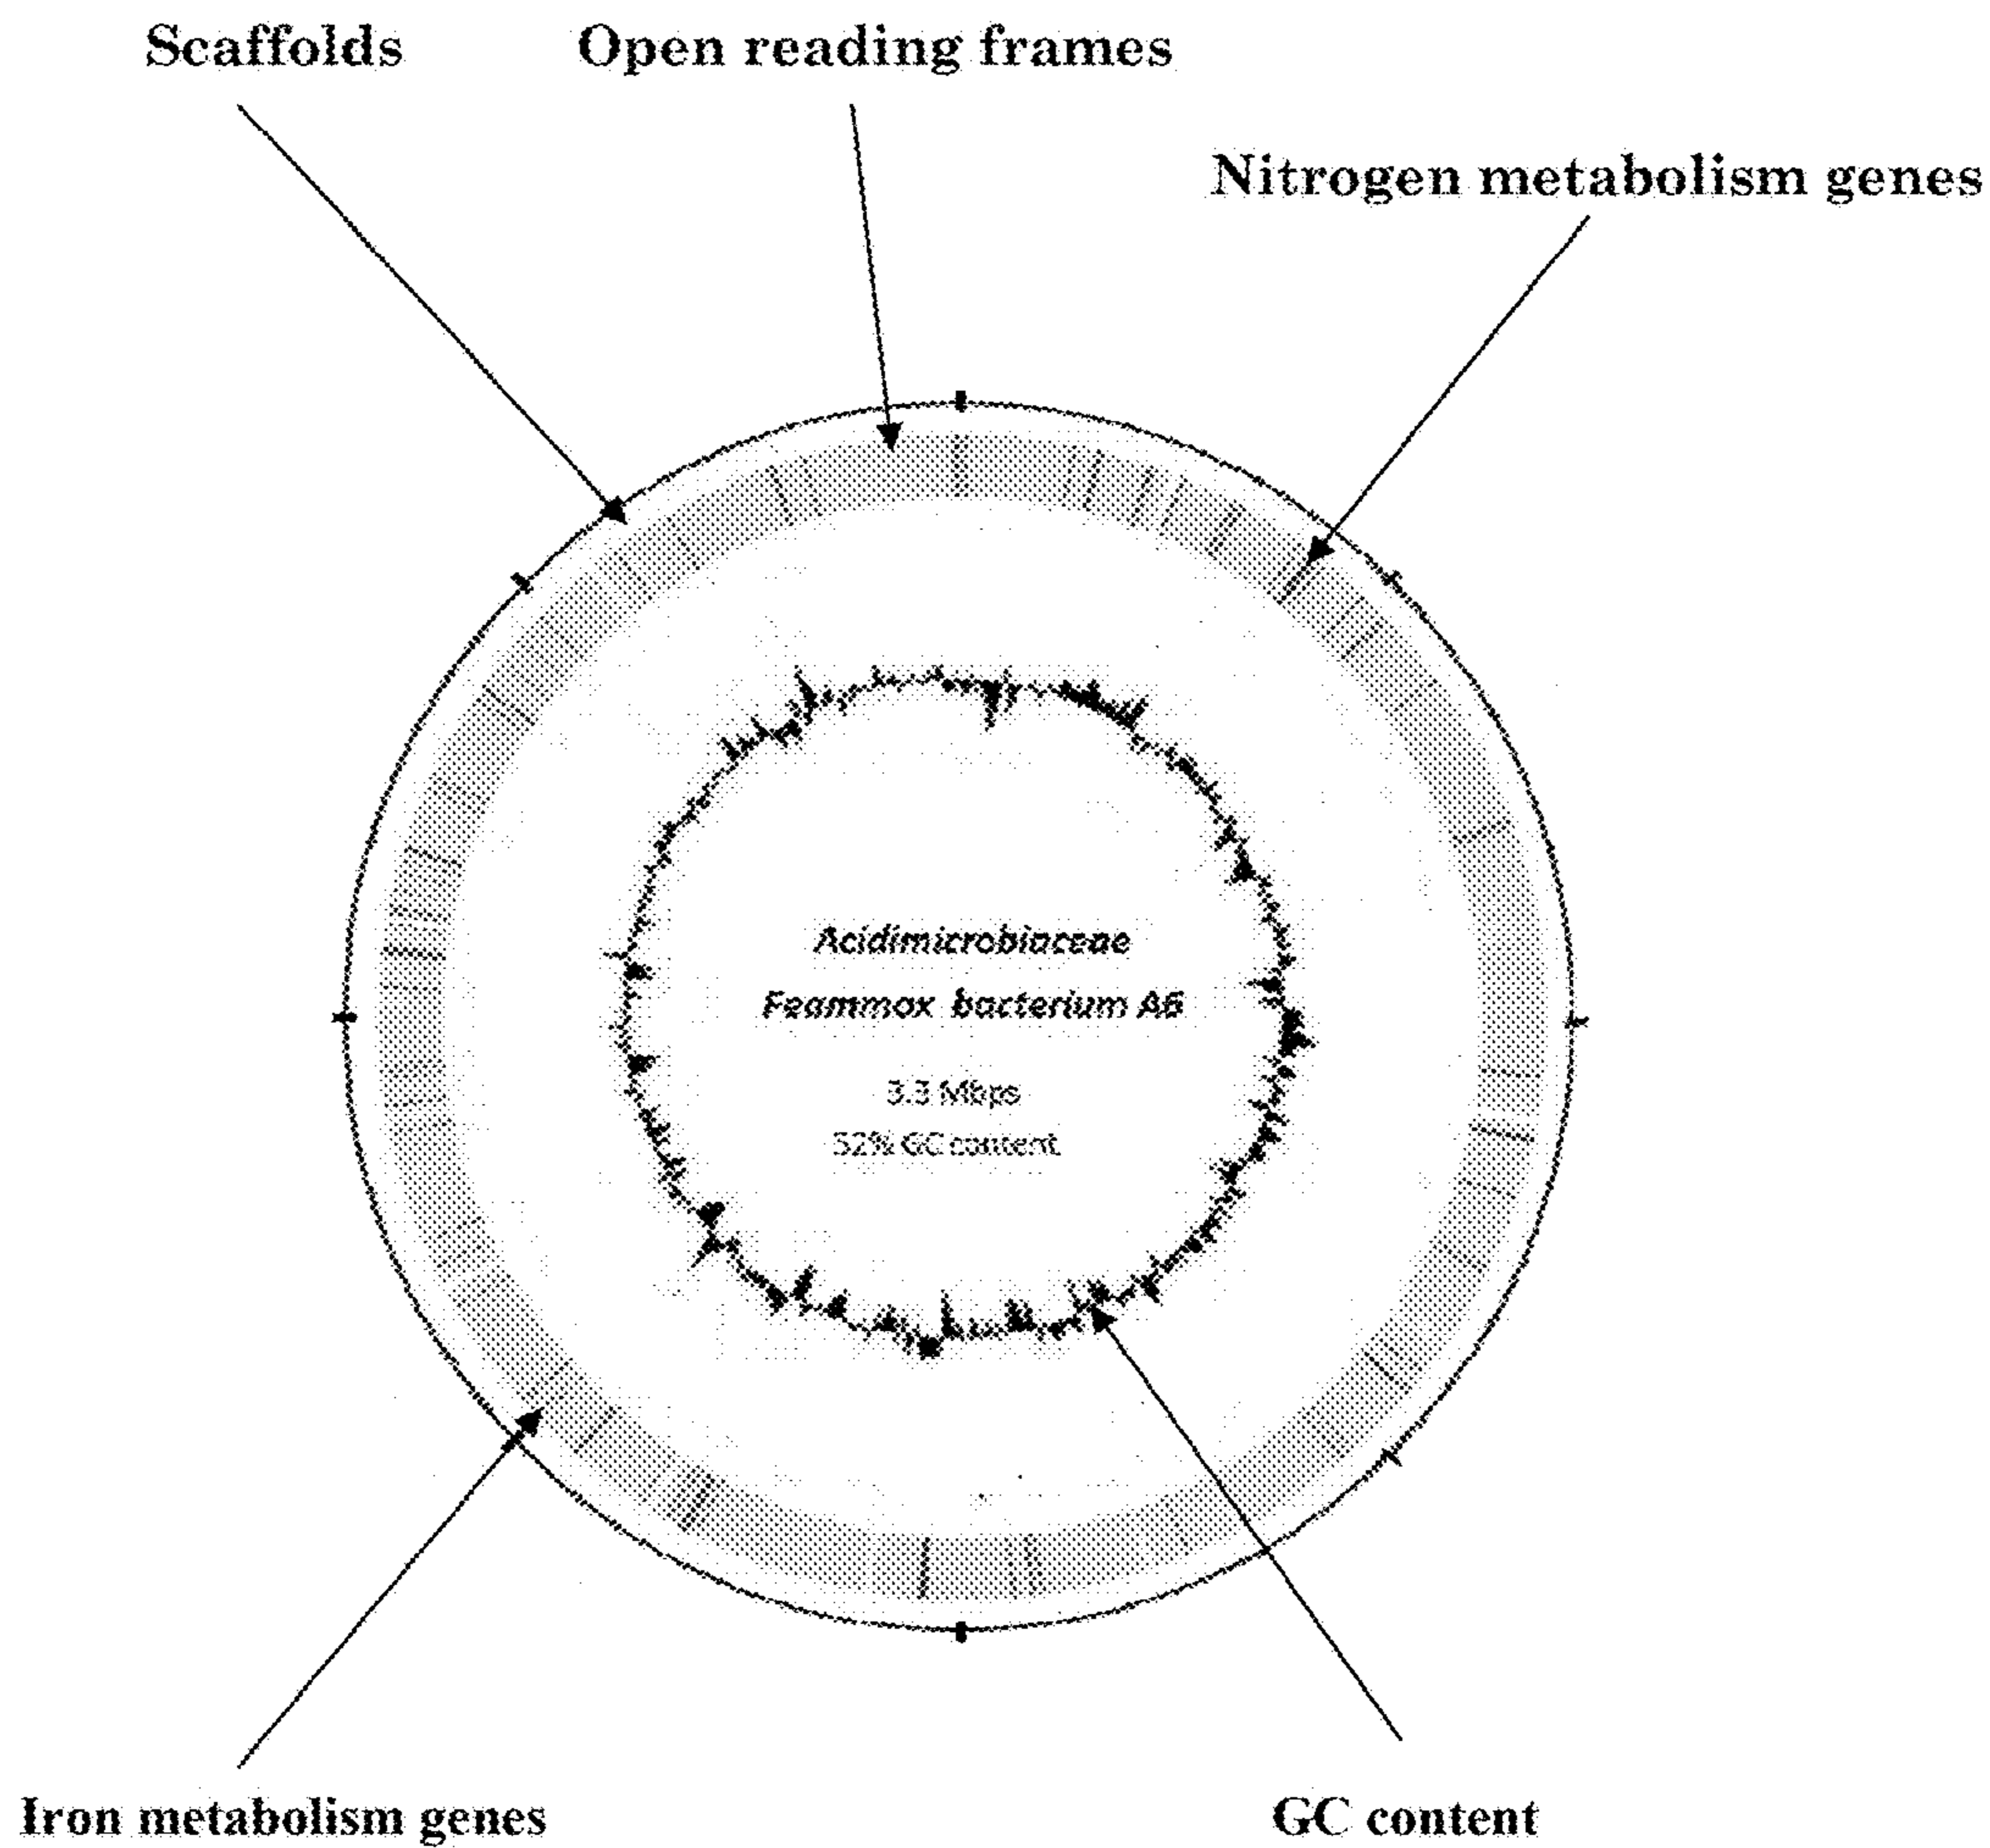 Scaffolds
Open reading frames
Nitrogen metabolism genes
Acidimicrobiaceae
Feammox bacterium A6
3.3 Mbps
52% GC content
Iron metabolism genes
GC content